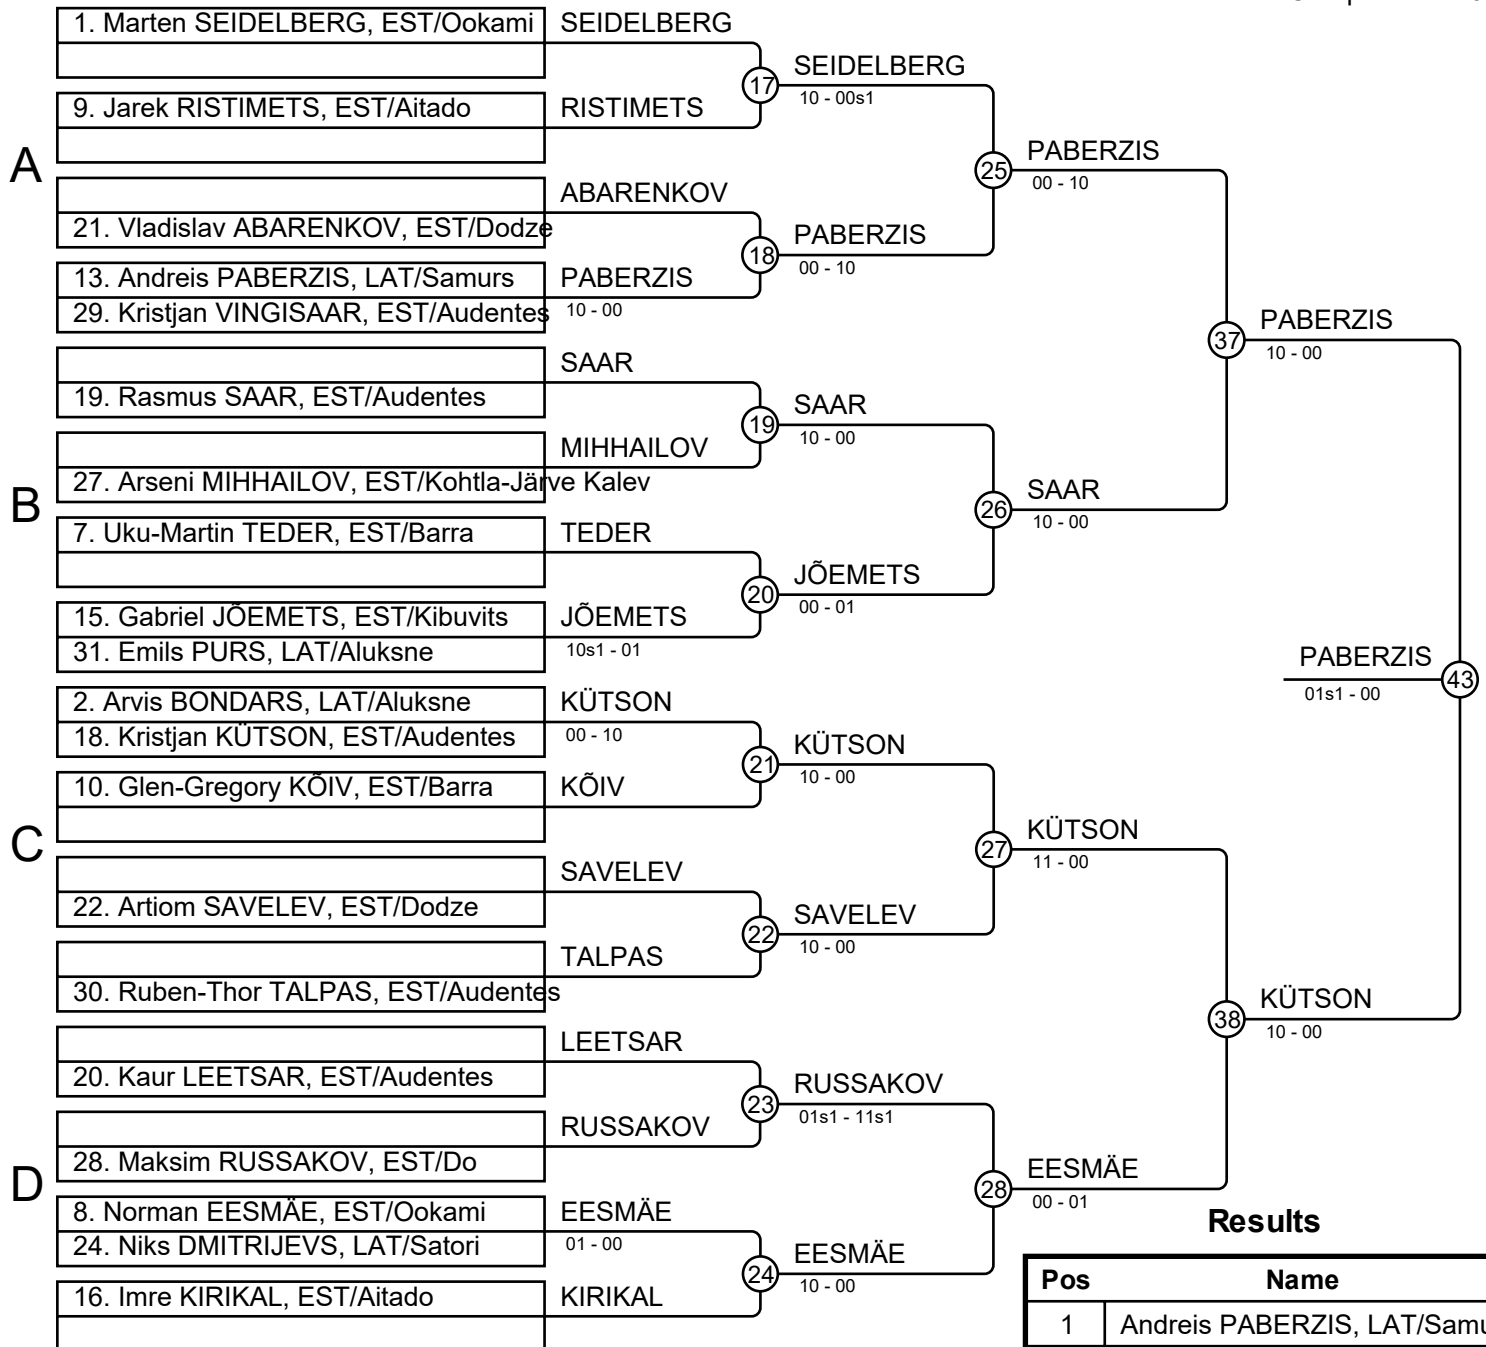 1. Marten SEIDELBERG, EST/Ookami
SEIDELBERG
17
SEIDELBERG
10 - 00s1
9. Jarek RISTIMETS, EST/Aitado
RISTIMETS
A
25
PABERZIS
00 - 10
ABARENKOV
21. Vladislav ABARENKOV, EST/Dodze
18
PABERZIS
00 - 10
13. Andreis PABERZIS, LAT/Samurs
PABERZIS
29. Kristjan VINGISAAR, EST/Audentes
10 - 00
37
PABERZIS
10 - 00
SAAR
19. Rasmus SAAR, EST/Audentes
19
SAAR
10 - 00
MIHHAILOV
27. Arseni MIHHAILOV, EST/Kohtla-Järve Kalev
B
26
SAAR
10 - 00
7. Uku-Martin TEDER, EST/Barra
TEDER
20
JÕEMETS
00 - 01
15. Gabriel JÕEMETS, EST/Kibuvits
JÕEMETS
31. Emils PURS, LAT/Aluksne
10s1 - 01
PABERZIS
43
01s1 - 00
2. Arvis BONDARS, LAT/Aluksne
KÜTSON
18. Kristjan KÜTSON, EST/Audentes
00 - 10
21
KÜTSON
10 - 00
10. Glen-Gregory KÕIV, EST/Barra
KÕIV
C
27
KÜTSON
11 - 00
SAVELEV
22. Artiom SAVELEV, EST/Dodze
22
SAVELEV
10 - 00
TALPAS
30. Ruben-Thor TALPAS, EST/Audentes
38
KÜTSON
10 - 00
LEETSAR
20. Kaur LEETSAR, EST/Audentes
23
RUSSAKOV
01s1 - 11s1
RUSSAKOV
28. Maksim RUSSAKOV, EST/Do
D
28
EESMÄE
00 - 01
8. Norman EESMÄE, EST/Ookami
EESMÄE
24. Niks DMITRIJEVS, LAT/Satori
01 - 00
24
EESMÄE
10 - 00
16. Imre KIRIKAL, EST/Aitado
KIRIKAL
Results
Pos Name
1 Andreis PABERZIS, LAT/Samu